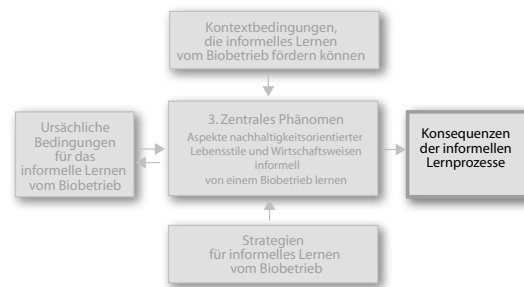 Kontextbedingungen,
die informelles Lernen
vom Biobetrieb fördern können
Ursächliche
Bedingungen
für das
informelle Lernen
vom Biobetrieb
3. Zentrales Phänomen
Aspekte nachhaltigkeitsorientierter
Lebensstile und Wirtschaftsweisen
informell
von einem Biobetrieb lernen
Konsequenzen
der informellen
Lernprozesse
Strategien
für informelles Lernen
vom Biobetrieb